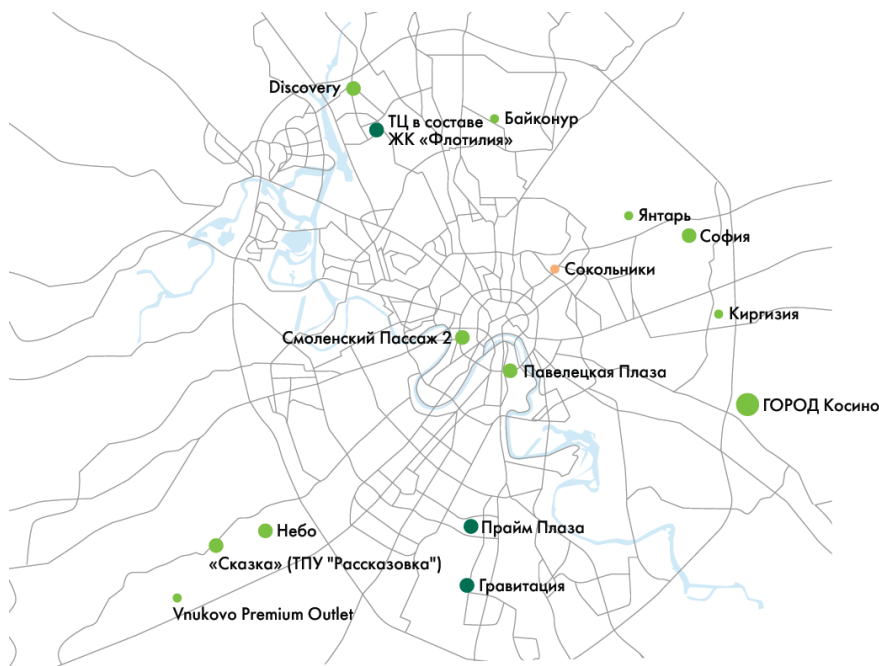 Discovery
ТЦ в составе
ЖК «Флотилия»
Байконур
Янтарь
София
Сокольники
Киргизия
Смоленский Пассаж 2
Павелецкая Плаза
ГОРОД Косино
Небо
Прайм Плаза
«Сказка» (ТПУ "Рассказовка")
Гравитация
Vnukovo Premium Outlet